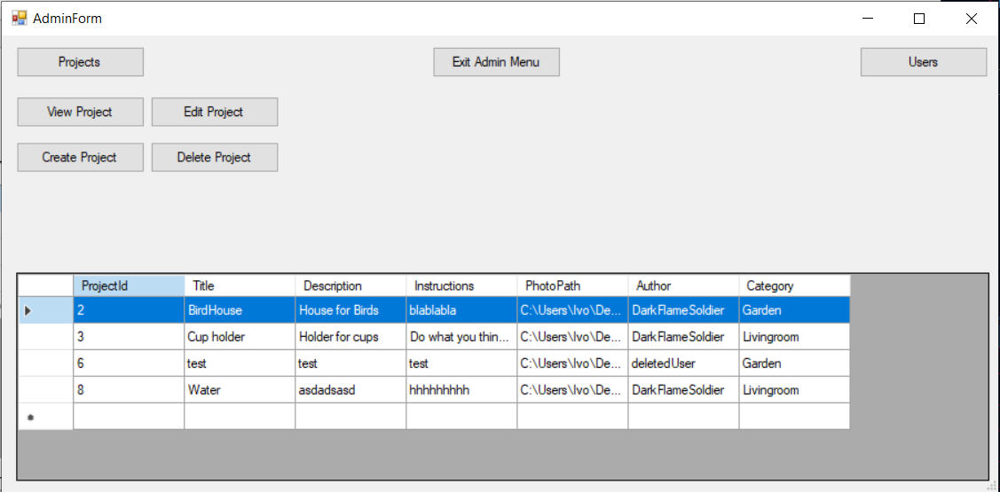 AdminForm
Projects Exit Admin Menu Users
View Project Edit Project
Create Project Delete Project
ProjectId Title Description Instructions PhotoPath Author Category
2 BirdHouse House for Birds blablabla C:\Users\Ivo\De... DarkFlameSoldier Garden
3 Cup holder Holder for cups Do what you thin... C:\Users\Ivo\De... DarkFlameSoldier Livingroom
6 test test test C:\Users\Ivo\De... deletedUser Garden
8 Water asdadsasd hhhhhhhhh C:\Users\Ivo\De... DarkFlameSoldier Livingroom